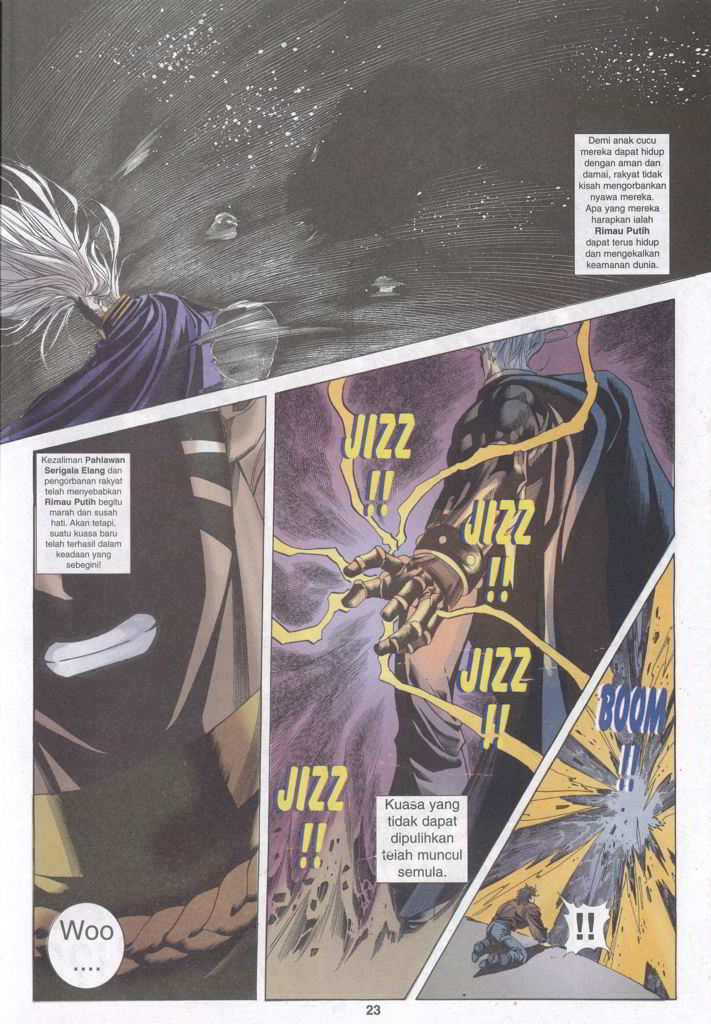 Demi anak cucu
mereka dapat hidup
dengan aman dan
damai, rakyat tidak
kisah mengorbankan
nyawa mereka.
Apa yang mereka
harapkan ialah
Rimau Putih
dapat terus hidup
dan mengekalkan
keamanan dunia.
Kezaliman Pahlawan
Serigala Elang dan
pengorbanan rakyat
telah menyebabkan
Rimau Putih begitu
marah dan susah
hati. Akan tetapi,
suatu kuasa baru
telah terhasil dalam
keadaan yang
sebegini!
Woo
....
JIZZ
!!
JIZZ
!!
JIZZ
!!
JIZZ
!!
Kuasa yang
tidak dapat
dipulihkan
telah muncul
semula.
BOOM
!!
!!
23